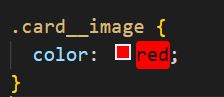 .card__image {
color: red;
}